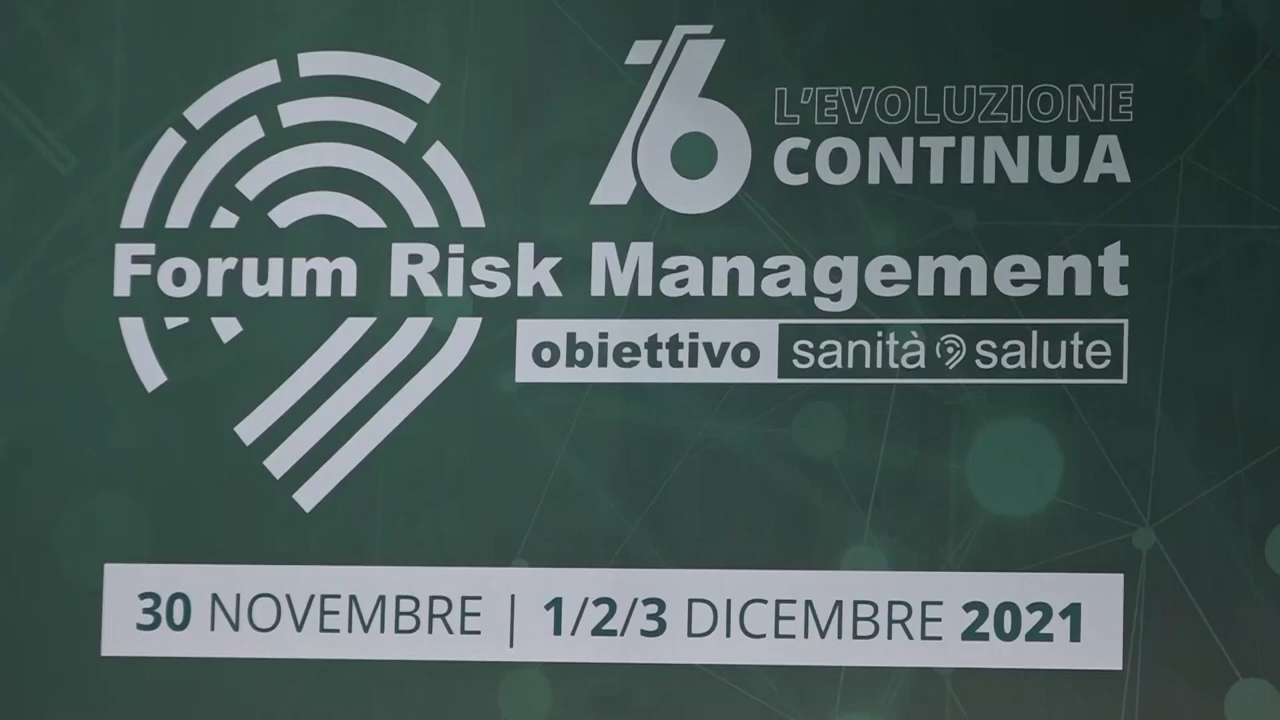 16
L'EVOLUZIONE
CONTINUA
Forum Risk Management
obiettivo sanità salute
30 NOVEMBRE | 1/2/3 DICEMBRE 2021